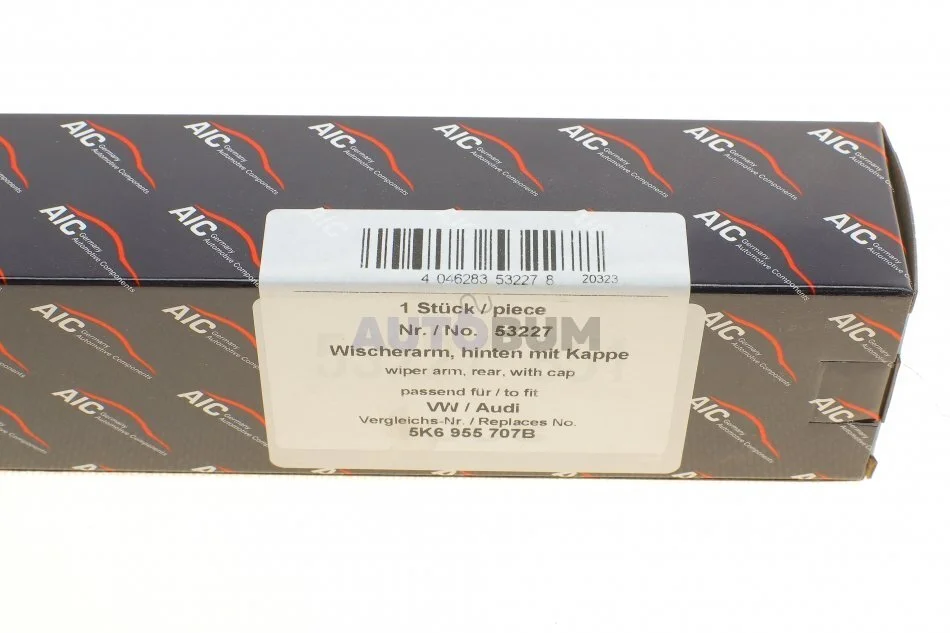 AIC Germany Automotive Components
4 046283 53227 8 20323
1 Stück / piece
Nr. / No. 53227
AUTOBUM
Wischerarm, hinten mit Kappe
wiper arm, rear, with cap
passend für / to fit
VW / Audi
Vergleichs-Nr. / Replaces No.
5K6 955 707B